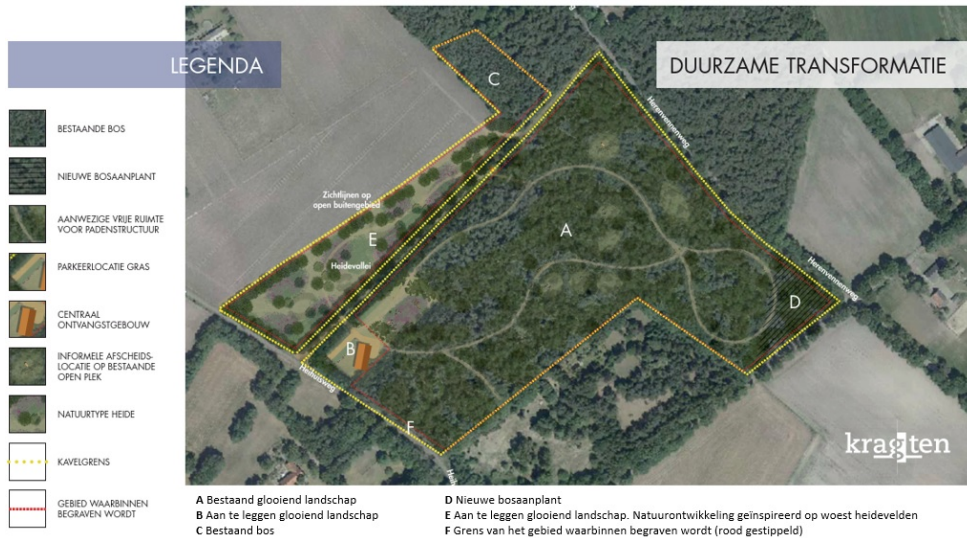 LEGENDA
DUURZAME TRANSFORMATIE
BESTAANDE BOS
NIEUWE BOSAANPLANT
AANWEZIGE VRIJE RUIMTE
VOOR PADENSTRUCTUUR
PARKEERLOCATIE GRAS
CENTRAAL
ONTVANGSTGEBOUW
INFORMELE AFSCHEIDS-
LOCATIE OP BESTAANDE
OPEN PLEK
NATUURTYPE HEIDE
KAVELGRENS
GEBIED WAARBINNEN
BEGRAVEN WORDT
C
Herenvennenweg
Zichtlijnen op
open buitengebied
E
A
Heidevallei
Herenvennenweg
D
B
Heihuisweg
F
kragten
A Bestaand glooiend landschap
B Aan te leggen glooiend landschap
C Bestaand bos
D Nieuwe bosaanplant
E Aan te leggen glooiend landschap. Natuurontwikkeling geïnspireerd op woest heidevelden
F Grens van het gebied waarbinnen begraven wordt (rood gestippeld)